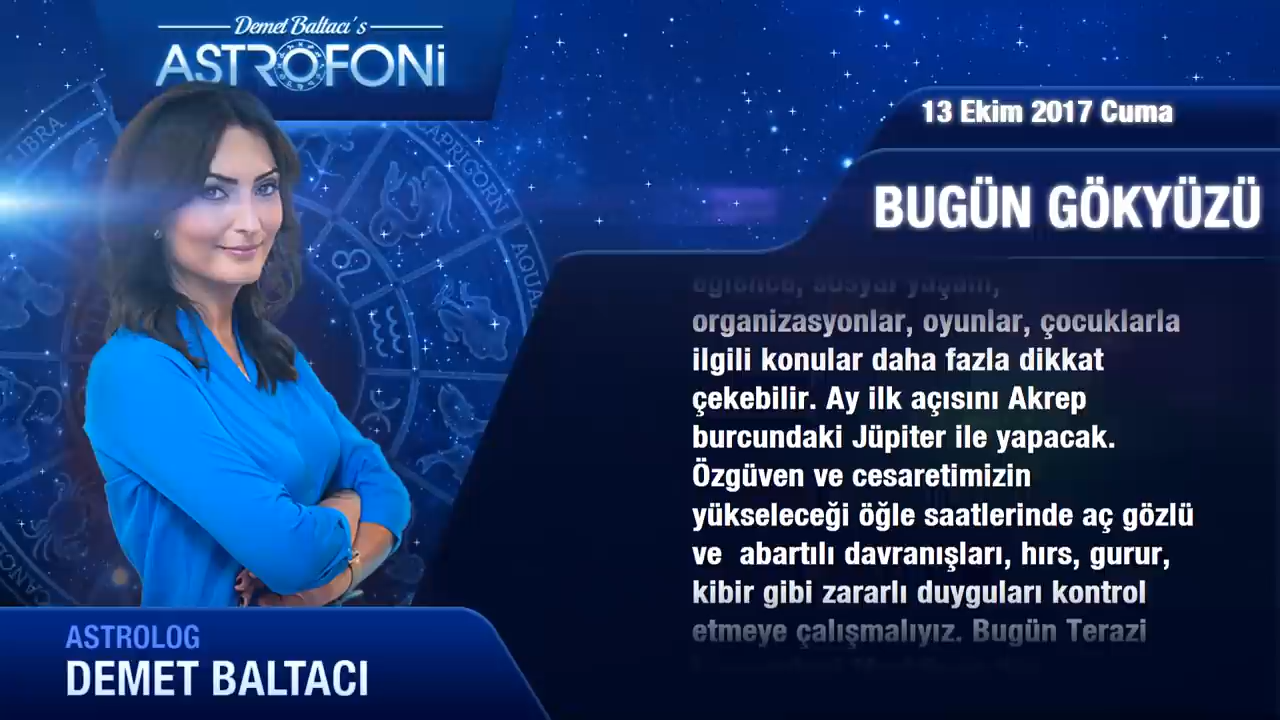 Demet Baltacı's
ASTROFONi
13 Ekim 2017 Cuma
BUGÜN GÖKYÜZÜ
LIBRA
CAPRICORN
organizasyonlar, oyunlar, çocuklarla
ilgili konular daha fazla dikkat
çekebilir. Ay ilk açısını Akrep
burcundaki Jüpiter ile yapacak.
Özgüven ve cesaretimizin
yükseleceği öğle saatlerinde aç gözlü
ve  abartılı davranışları, hırs, gurur,
kibir gibi zararlı duyguları kontrol
etmeye çalışmalıyız. Bugün Terazi
ASTROLOG
DEMET BALTACI